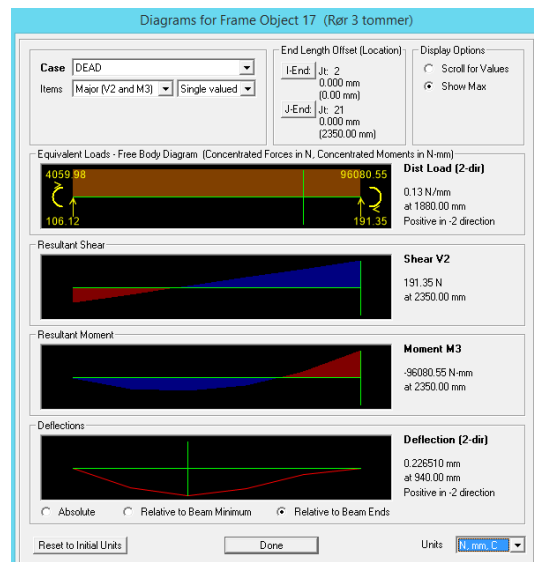 Diagrams for Frame Object 17 (Rør 3 tommer)
Case DEAD
Items Major (V2 and M3) Single valued
End Length Offset (Location)
I-End: Jt: 2
0.000 mm
(0.00 mm)
J-End: Jt: 21
0.000 mm
(2350.00 mm)
Display Options
Scroll for Values
Show Max
Equivalent Loads - Free Body Diagram (Concentrated Forces in N, Concentrated Moments in N-mm)
4059.98 96080.55
106.12 191.35
Dist Load (2-dir)
0.13 N/mm
at 1880.00 mm
Positive in -2 direction
Resultant Shear
Shear V2
191.35 N
at 2350.00 mm
Resultant Moment
Moment M3
-96080.55 N-mm
at 2350.00 mm
Deflections
Deflection (2-dir)
0.226510 mm
at 940.00 mm
Positive in -2 direction
Absolute Relative to Beam Minimum Relative to Beam Ends
Reset to Initial Units Done Units N, mm, C